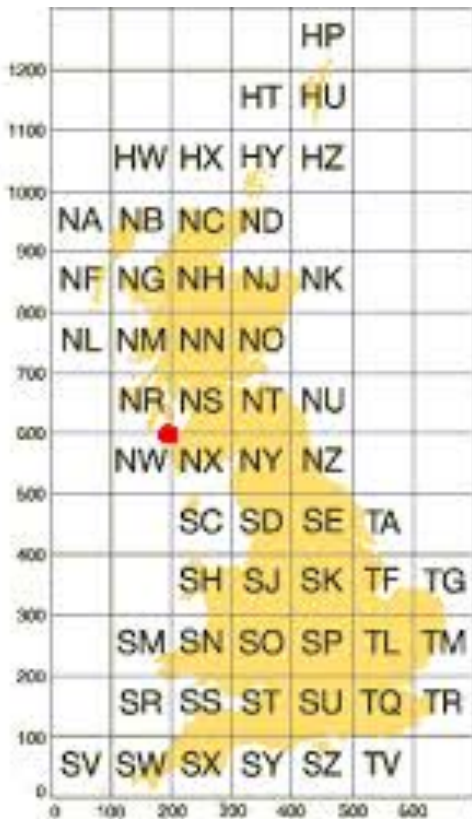 HP
1200
HT HU
1100
HW HX HY HZ
1000
NA NB NC ND
900
NF NG NH NJ NK
800
NL NM NN NO
700
NR NS NT NU
600
NW NX NY NZ
500
SC SD SE TA
400
SH SJ SK TF TG
300
SM SN SO SP TL TM
200
SR SS ST SU TQ TR
100
SV SW SX SY SZ TV
0
0 100 200 300 400 500 600